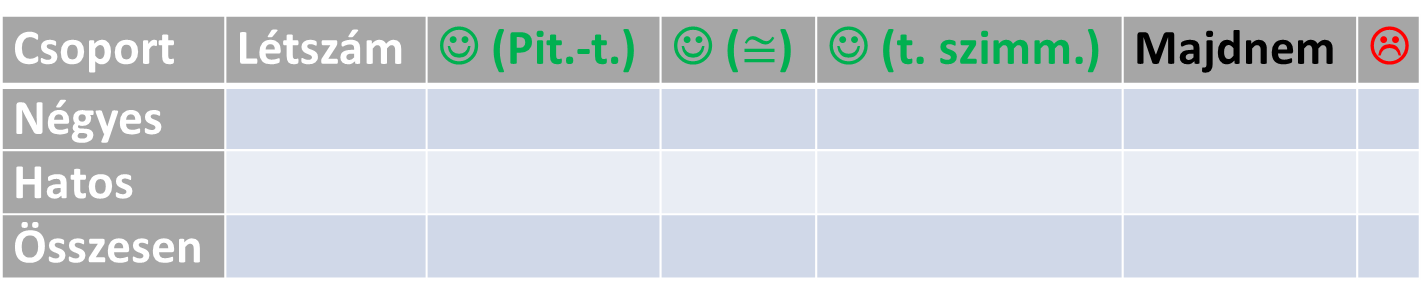 Csoport Létszám ☺ (Pit.-t.) ☺ (≅) ☺ (t. szimm.) Majdnem ☹
Négyes
Hatos
Összesen